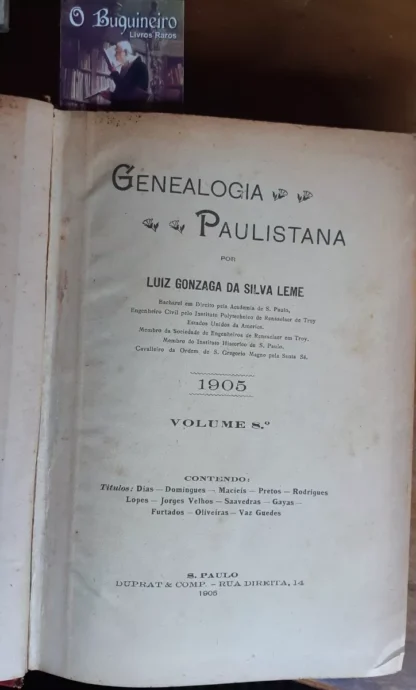 O Buquineiro
Livros Raros
GENEALOGIA
PAULISTANA
POR
LUIZ GONZAGA DA SILVA LEME
Bacharel em Direito pela Academia de S. Paulo,
Engenheiro Civil pelo Instituto Polytechnico de Rensselaer de Troy
Estados Unidos da America.
Membro da Sociedade de Engenheiros de Rensselaer em Troy.
Membro do Instituto Historico de S. Paulo.
Cavalleiro da Ordem de S. Gregorio Magno pela Santa Sé.
1905
VOLUME 8.º
CONTENDO:
Titulos: Dias — Domingues — Macieis — Pretos — Rodrigues
Lopes — Jorges Velhos — Saavedras — Gayas —
Furtados — Oliveiras — Vaz Guedes
S. PAULO
DUPRAT & COMP. — RUA DIREITA, 14
1905